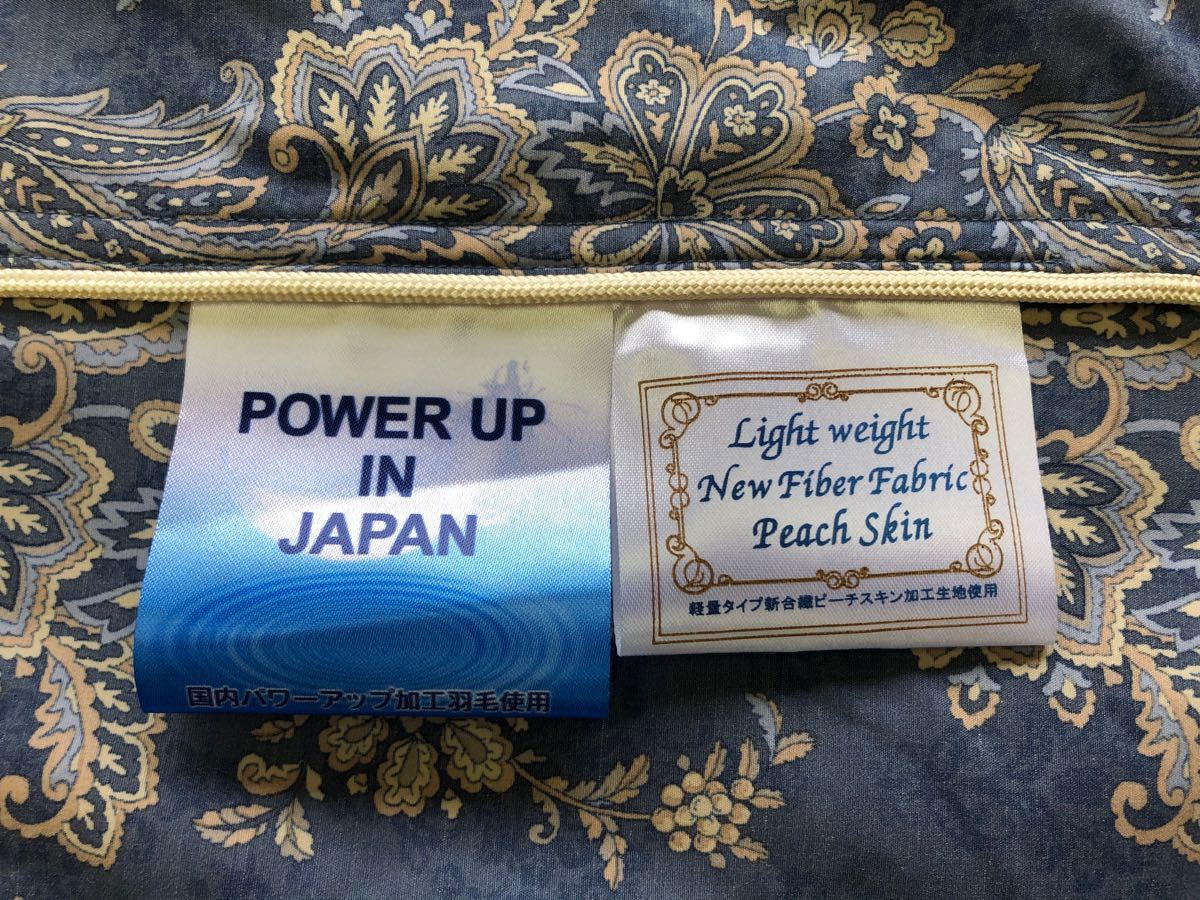 POWER UP
IN
JAPAN
国内パワーアップ加工羽毛使用
Light weight
New Fiber Fabric
Peach Skin
軽量タイプ新合繊ピーチスキン加工生地使用